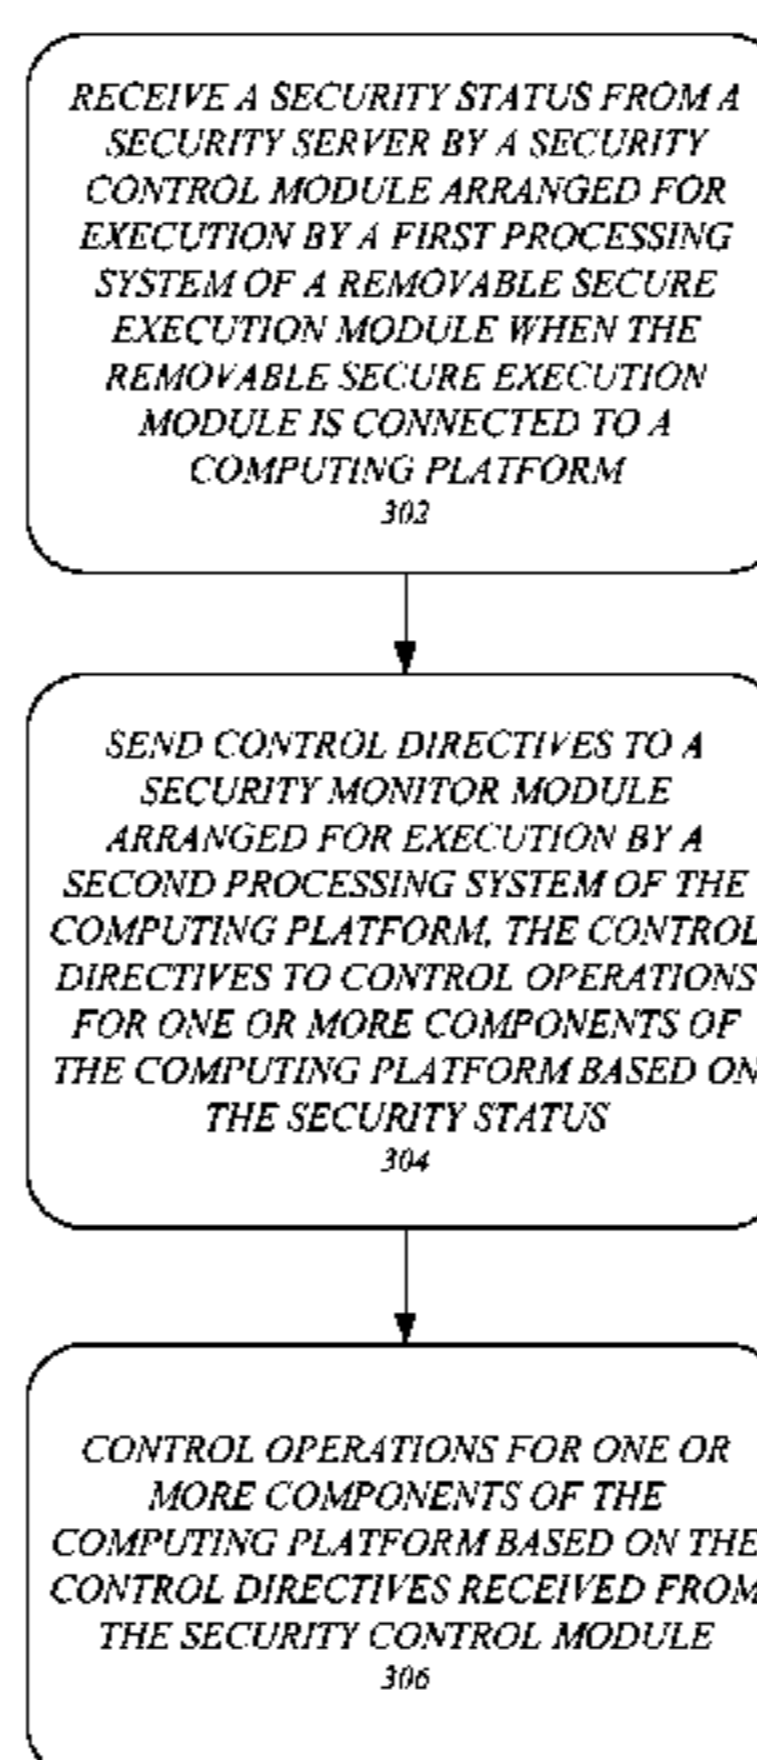 RECEIVE A SECURITY STATUS FROM A
SECURITY SERVER BY A SECURITY
CONTROL MODULE ARRANGED FOR
EXECUTION BY A FIRST PROCESSING
SYSTEM OF A REMOVABLE SECURE
EXECUTION MODULE WHEN THE
REMOVABLE SECURE EXECUTION
MODULE IS CONNECTED TO A
COMPUTING PLATFORM
302
SEND CONTROL DIRECTIVES TO A
SECURITY MONITOR MODULE
ARRANGED FOR EXECUTION BY A
SECOND PROCESSING SYSTEM OF THE
COMPUTING PLATFORM, THE CONTROL
DIRECTIVES TO CONTROL OPERATIONS
FOR ONE OR MORE COMPONENTS OF
THE COMPUTING PLATFORM BASED ON
THE SECURITY STATUS
304
CONTROL OPERATIONS FOR ONE OR
MORE COMPONENTS OF THE
COMPUTING PLATFORM BASED ON THE
CONTROL DIRECTIVES RECEIVED FROM
THE SECURITY CONTROL MODULE
306